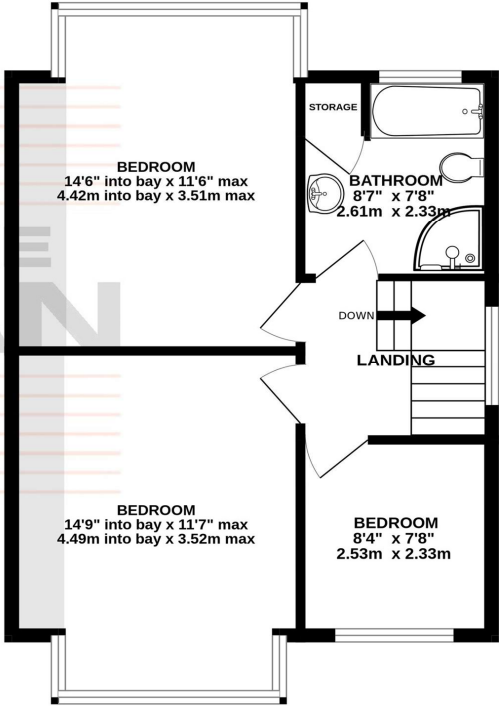 BEDROOM
14'6" into bay x 11'6" max
4.42m into bay x 3.51m max
STORAGE
BATHROOM
8'7" x 7'8"
2.61m x 2.33m
DOWN
LANDING
BEDROOM
14'9" into bay x 11'7" max
4.49m into bay x 3.52m max
BEDROOM
8'4" x 7'8"
2.53m x 2.33m